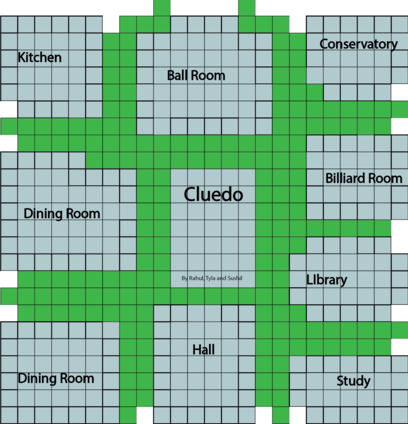 Conservatory
Kitchen
Ball Room
Billiard Room
Cluedo
Dining Room
By Rahul, Tyla and Sushil
LIbrary
Hall
Dining Room
Study